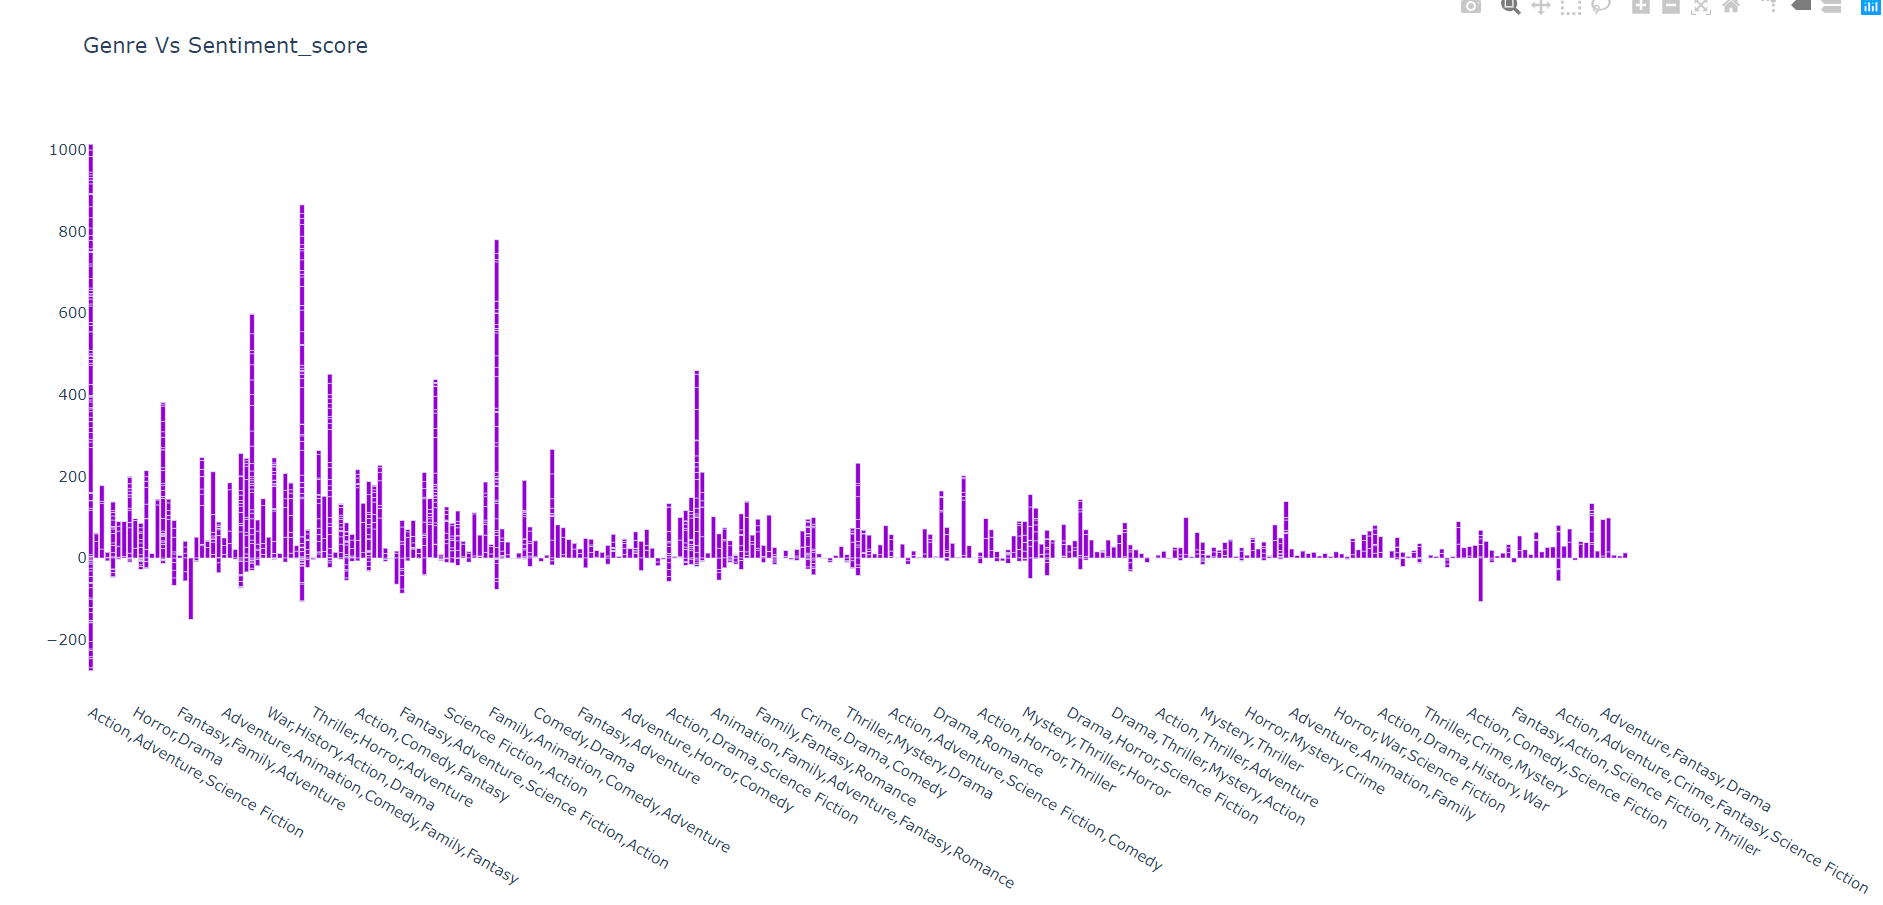 Genre Vs Sentiment_score
1000
800
600
400
200
0
−200
Action,Adventure,Science Fiction
Horror,Drama
Fantasy,Family,Adventure
Adventure,Animation,Comedy,Family,Fantasy
War,History,Action,Drama
Thriller,Horror,Adventure
Action,Comedy,Fantasy
Fantasy,Adventure,Science Fiction,Action
Science Fiction,Action
Family,Animation,Comedy,Adventure
Comedy,Drama
Fantasy,Adventure
Adventure,Horror,Comedy
Action,Drama,Science Fiction
Animation,Family,Adventure,Fantasy,Romance
Family,Fantasy,Romance
Crime,Drama,Comedy
Thriller,Mystery,Drama
Action,Adventure,Science Fiction,Comedy
Drama,Romance
Action,Horror,Thriller
Mystery,Thriller,Horror
Drama,Horror,Science Fiction
Drama,Thriller,Mystery,Action
Action,Thriller,Adventure
Mystery,Thriller
Horror,Mystery,Crime
Adventure,Animation,Family
Horror,War,Science Fiction
Action,Drama,History,War
Thriller,Crime,Mystery
Action,Comedy,Science Fiction
Fantasy,Action,Science Fiction,Thriller
Action,Adventure,Crime,Fantasy,Science Fiction
Adventure,Fantasy,Drama